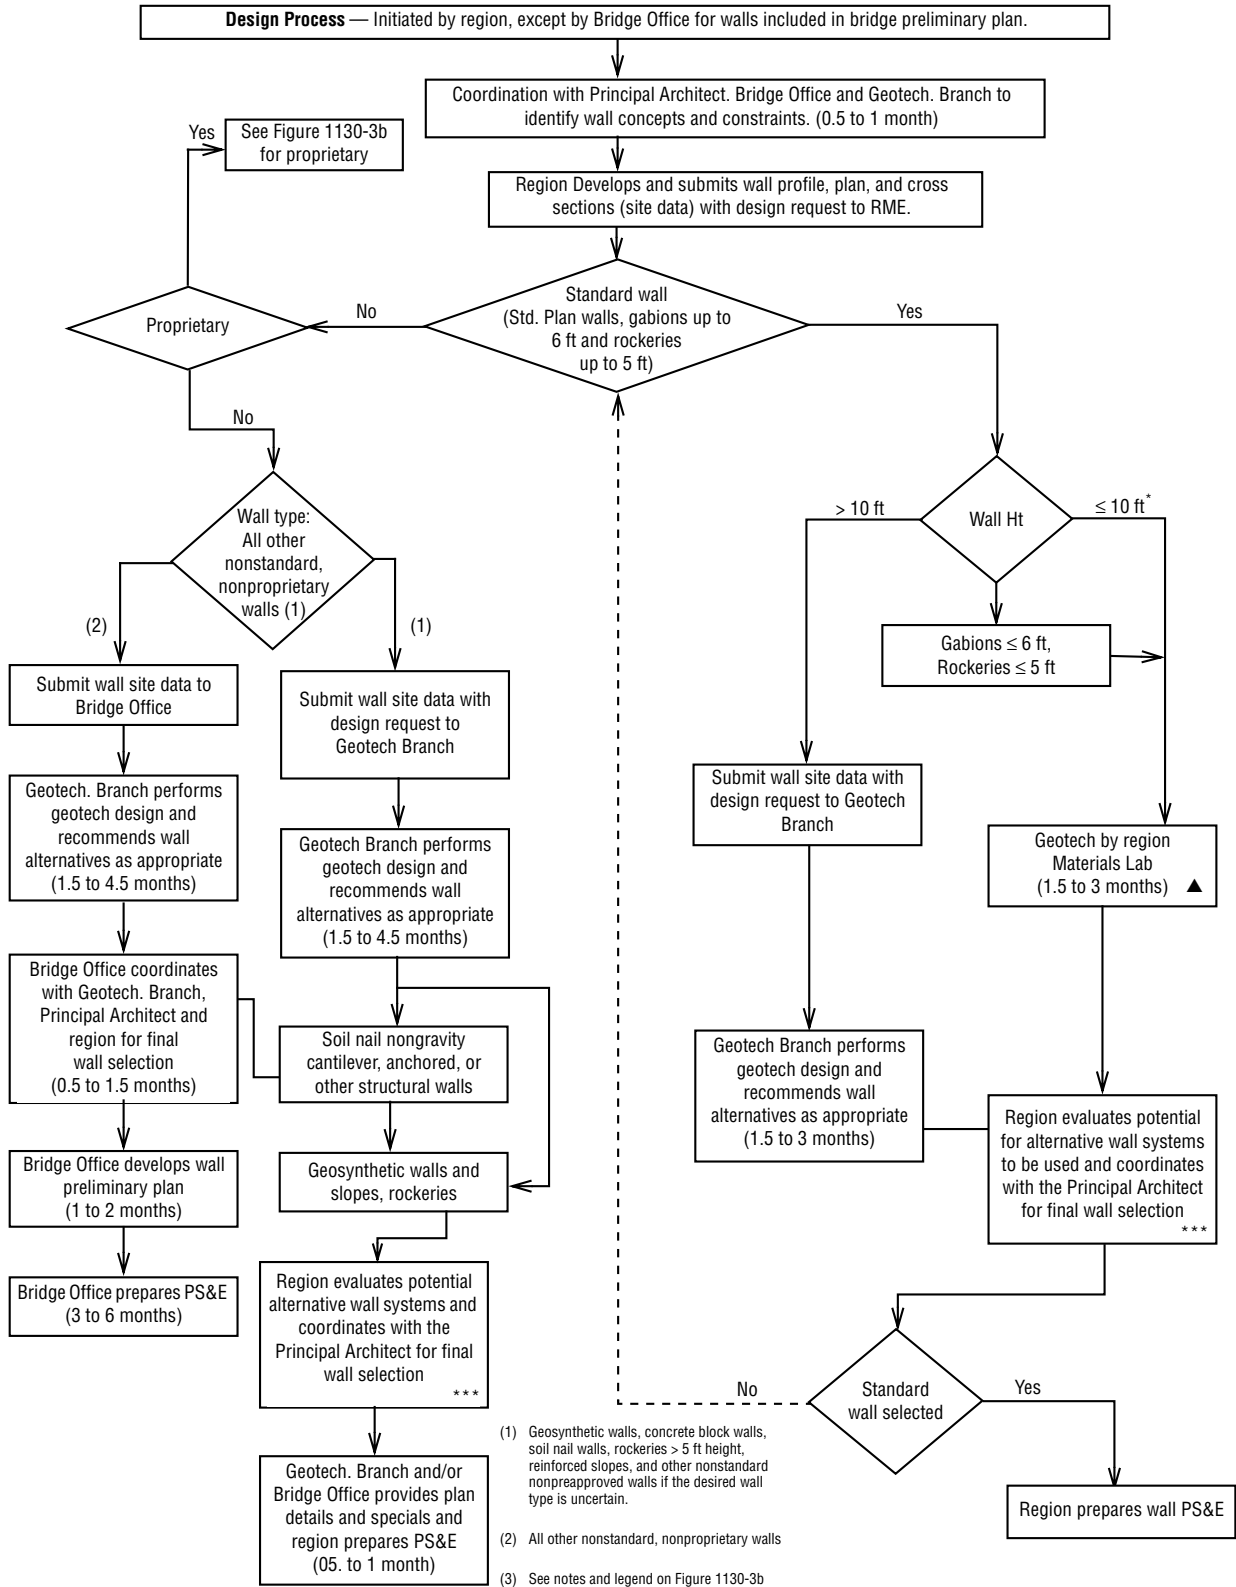 Design Process — Initiated by region, except by Bridge Office for walls included in bridge preliminary plan.
Coordination with Principal Architect. Bridge Office and Geotech. Branch to
identify wall concepts and constraints. (0.5 to 1 month)
Yes
See Figure 1130-3b
for proprietary
Region Develops and submits wall profile, plan, and cross
sections (site data) with design request to RME.
Standard wall
(Std. Plan walls, gabions up to
6 ft and rockeries
up to 5 ft)
No
Yes
Proprietary
No
Wall type:
All other
nonstandard,
nonproprietary
walls (1)
(2)
(1)
> 10 ft
Wall Ht
≤ 10 ft*
Gabions ≤ 6 ft,
Rockeries ≤ 5 ft
Submit wall site data to
Bridge Office
Submit wall site data with
design request to
Geotech Branch
Geotech. Branch performs
geotech design and
recommends wall
alternatives as appropriate
(1.5 to 4.5 months)
Geotech Branch performs
geotech design and
recommends wall
alternatives as appropriate
(1.5 to 4.5 months)
Submit wall site data with
design request to Geotech
Branch
Geotech by region
Materials Lab
(1.5 to 3 months) ▲
Bridge Office coordinates
with Geotech. Branch,
Principal Architect and
region for final
wall selection
(0.5 to 1.5 months)
Soil nail nongravity
cantilever, anchored, or
other structural walls
Geotech Branch performs
geotech design and
recommends wall
alternatives as appropriate
(1.5 to 3 months)
Region evaluates potential
for alternative wall systems
to be used and coordinates
with the Principal Architect
for final wall selection
***
Bridge Office develops wall
preliminary plan
(1 to 2 months)
Geosynthetic walls and
slopes, rockeries
Bridge Office prepares PS&E
(3 to 6 months)
Region evaluates potential
alternative wall systems and
coordinates with the
Principal Architect for final
wall selection
***
No
Standard
wall selected
Yes
Geotech. Branch and/or
Bridge Office provides plan
details and specials and
region prepares PS&E
(05. to 1 month)
Region prepares wall PS&E
(1) Geosynthetic walls, concrete block walls,
soil nail walls, rockeries > 5 ft height,
reinforced slopes, and other nonstandard
nonpreapproved walls if the desired wall
type is uncertain.
(2) All other nonstandard, nonproprietary walls
(3) See notes and legend on Figure 1130-3b